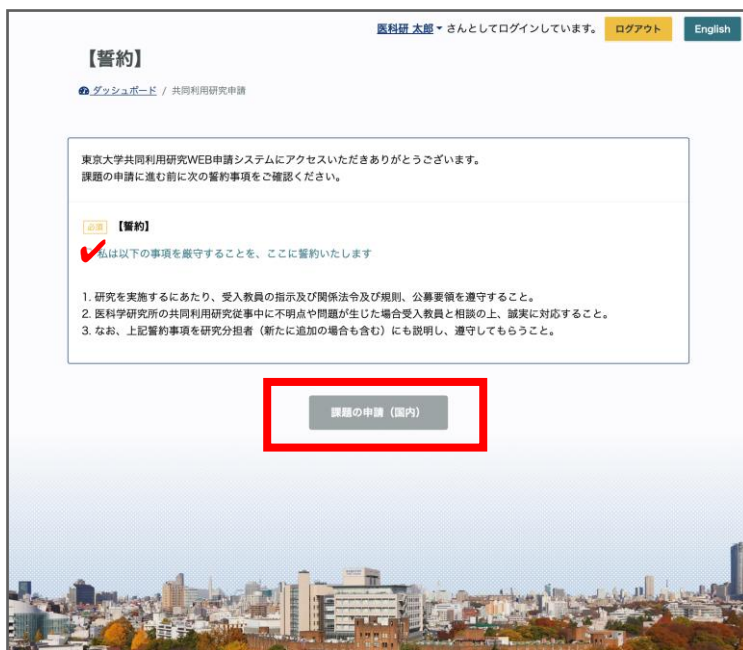 医科研 太郎 さんとしてログインしています。 ログアウト English
【誓約】
ダッシュボード / 共同利用研究申請
東京大学共同利用研究WEB申請システムにアクセスいただきありがとうございます。
課題の申請に進む前に次の誓約事項をご確認ください。
必須 【誓約】
私は以下の事項を厳守することを、ここに誓約いたします
1. 研究を実施するにあたり、受入教員の指示及び関係法令及び規則、公募要領を遵守すること。
2. 医科学研究所の共同利用研究従事中に不明点や問題が生じた場合受入教員と相談の上、誠実に対応すること。
3. なお、上記誓約事項を研究分担者（新たに追加の場合も含む）にも説明し、遵守してもらうこと。
課題の申請（国内）